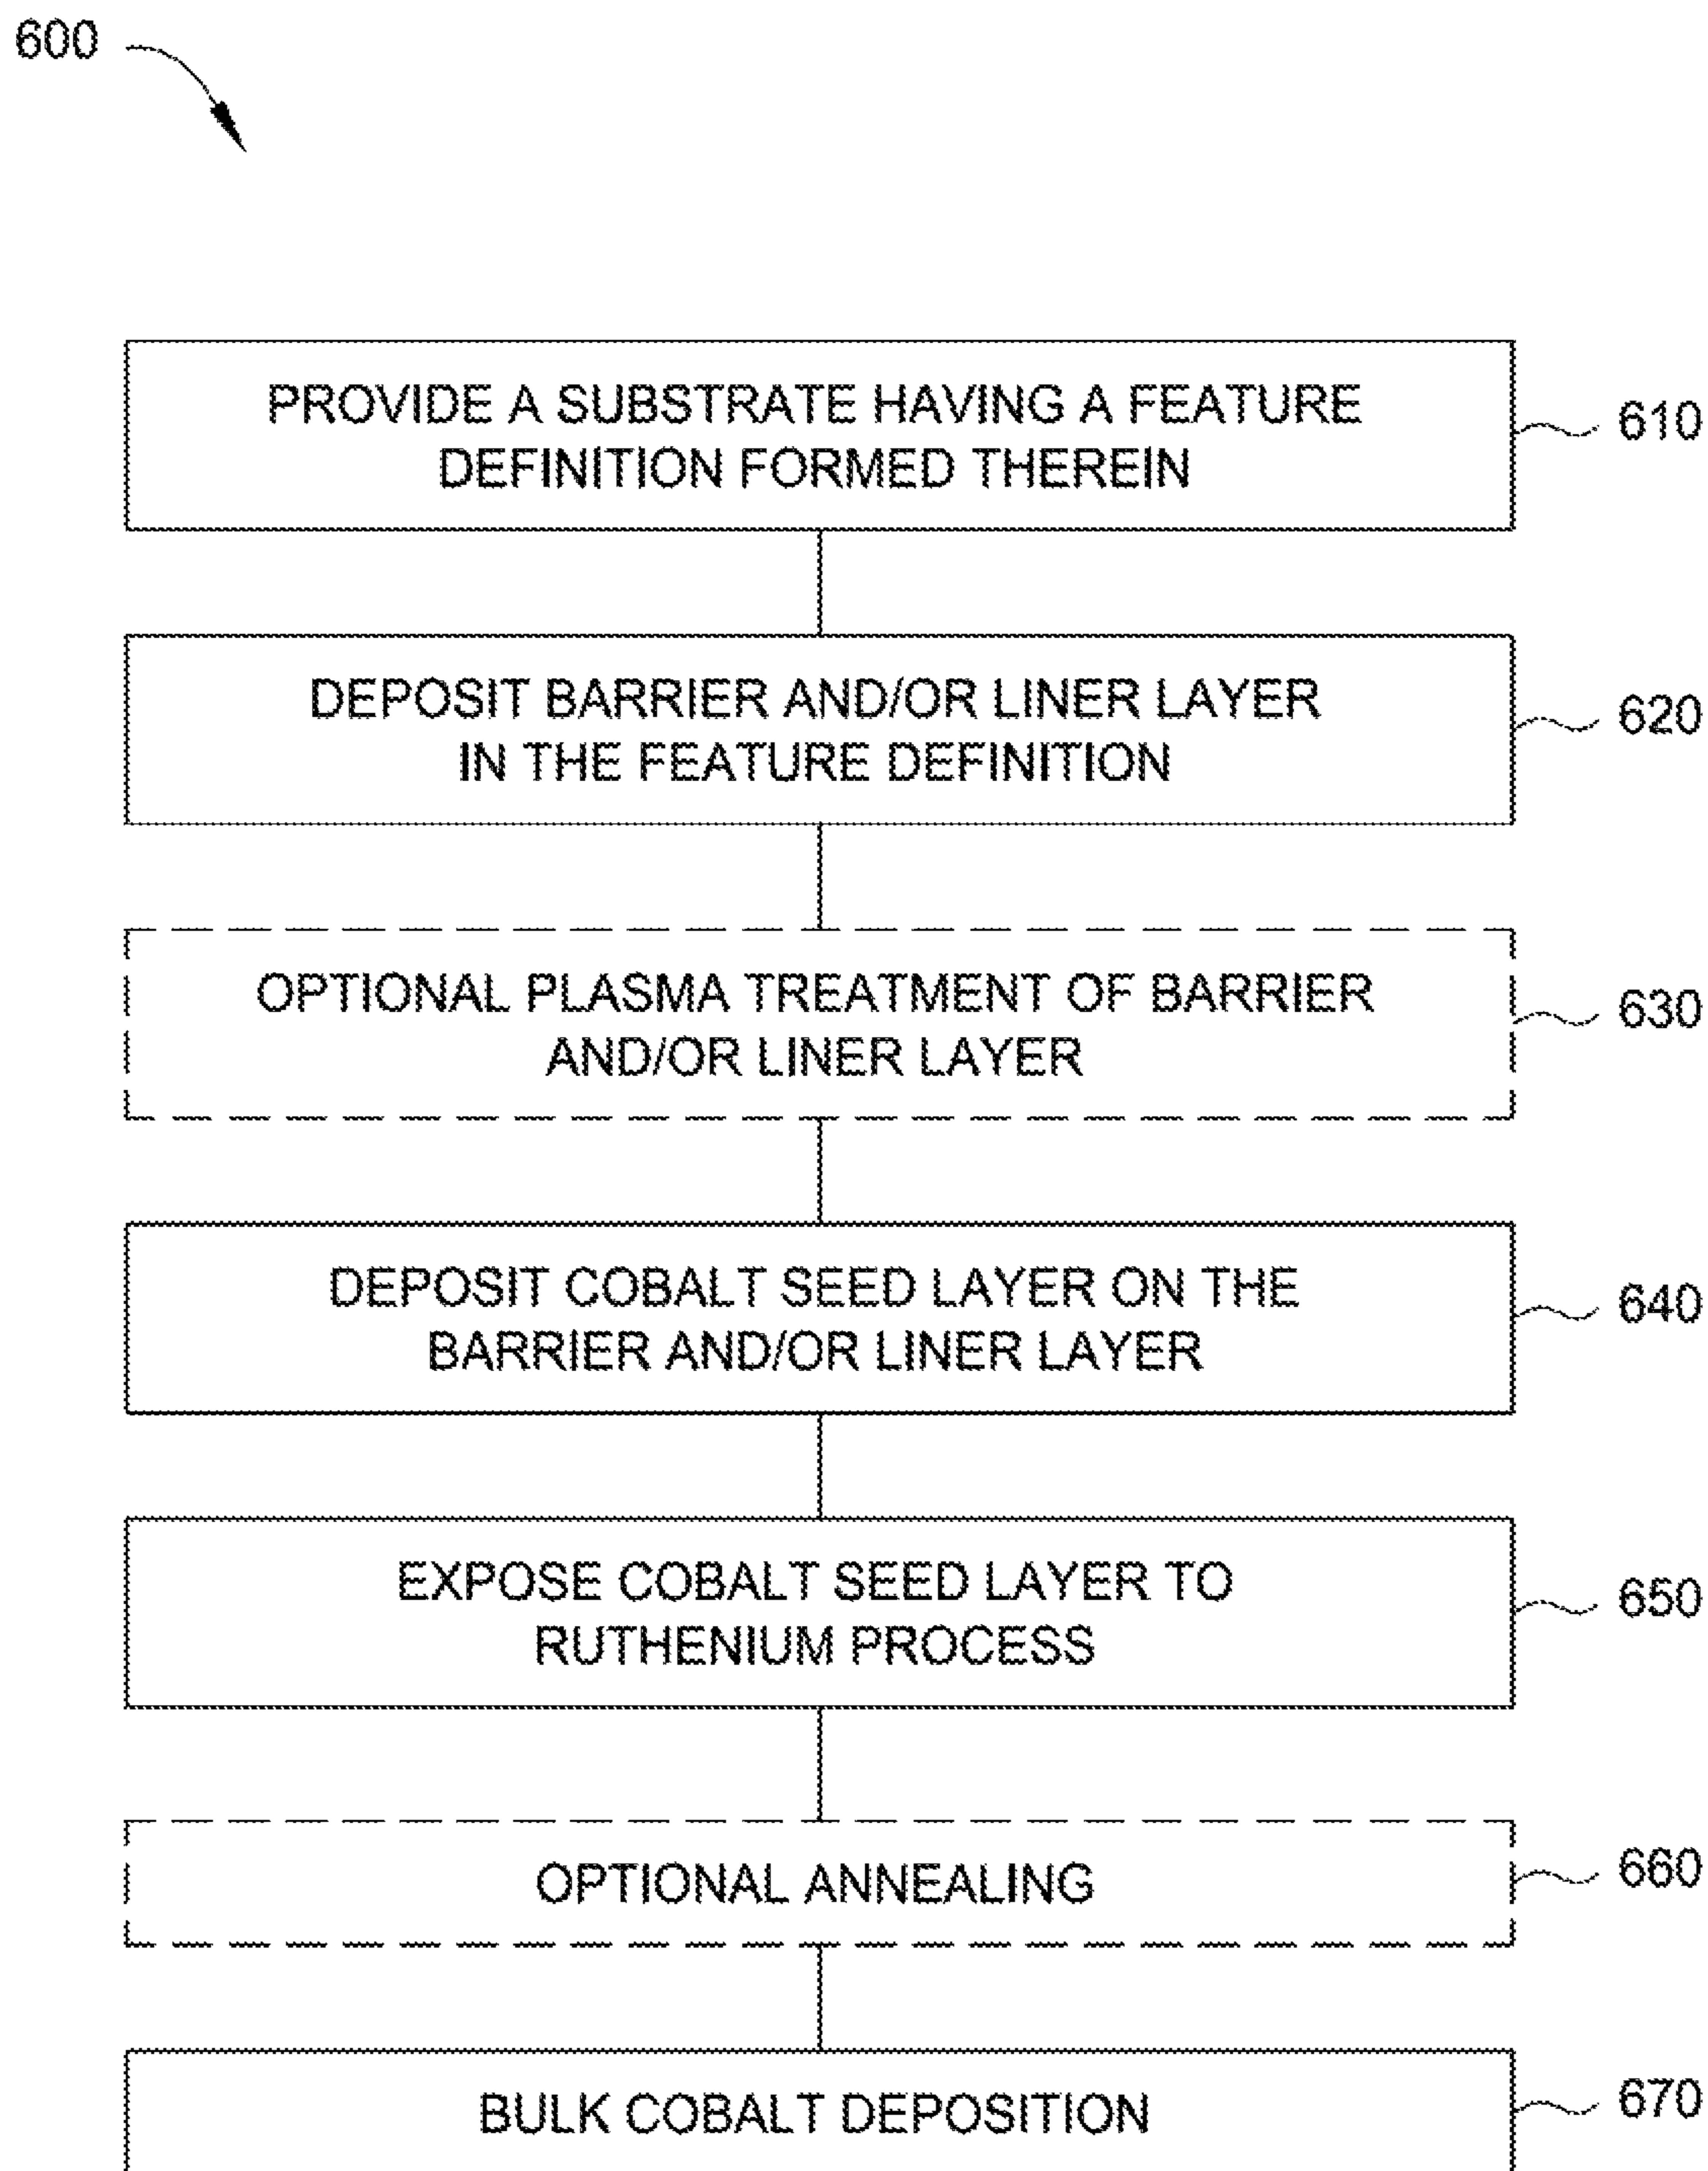 600
PROVIDE A SUBSTRATE HAVING A FEATURE
DEFINITION FORMED THEREIN
610
DEPOSIT BARRIER AND/OR LINER LAYER
IN THE FEATURE DEFINITION
620
OPTIONAL PLASMA TREATMENT OF BARRIER
AND/OR LINER LAYER
630
DEPOSIT COBALT SEED LAYER ON THE
BARRIER AND/OR LINER LAYER
640
EXPOSE COBALT SEED LAYER TO
RUTHENIUM PROCESS
650
OPTIONAL ANNEALING
660
BULK COBALT DEPOSITION
670